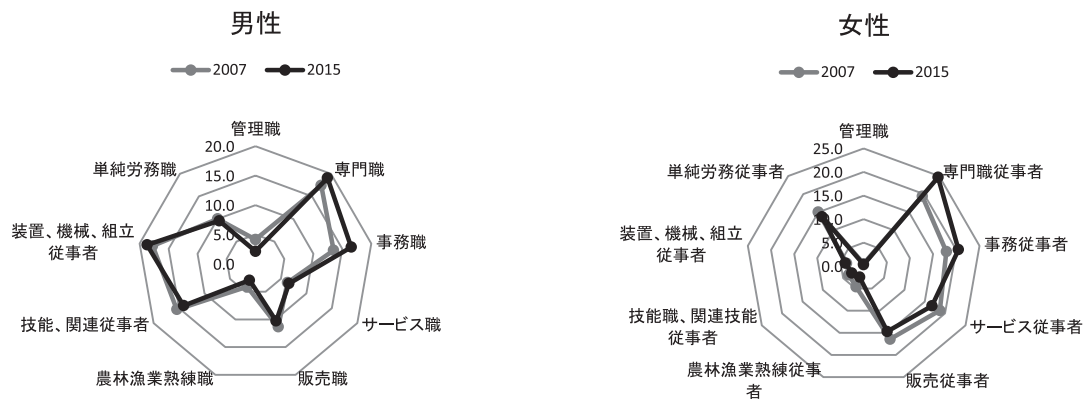 男性
2007 2015
管理職
20.0
15.0
10.0
5.0
0.0
専門職
事務職
サービス職
販売職
農林漁業熟練職
技能、関連従事者
装置、機械、組立
従事者
単純労務職
女性
2007 2015
管理職
25.0
20.0
15.0
10.0
5.0
0.0
専門職従事者
事務従事者
サービス従事者
販売従事者
農林漁業熟練従事
者
技能職、関連技能
従事者
装置、機械、組立
従事者
単純労務従事者